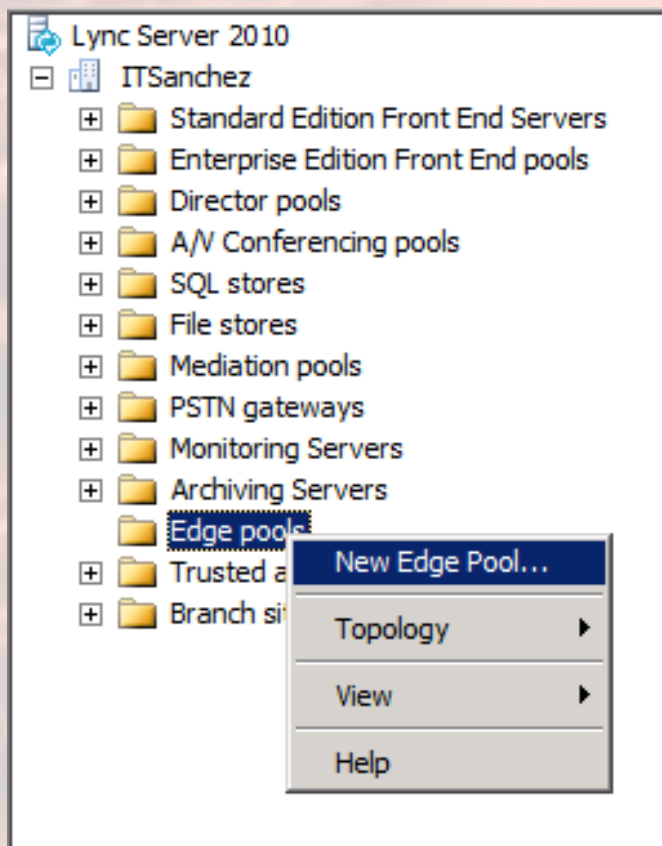 Lync Server 2010
ITSanchez
Standard Edition Front End Servers
Enterprise Edition Front End pools
Director pools
A/V Conferencing pools
SQL stores
File stores
Mediation pools
PSTN gateways
Monitoring Servers
Archiving Servers
Edge pools
New Edge Pool...
Trusted a
Topology
Branch si
View
Help